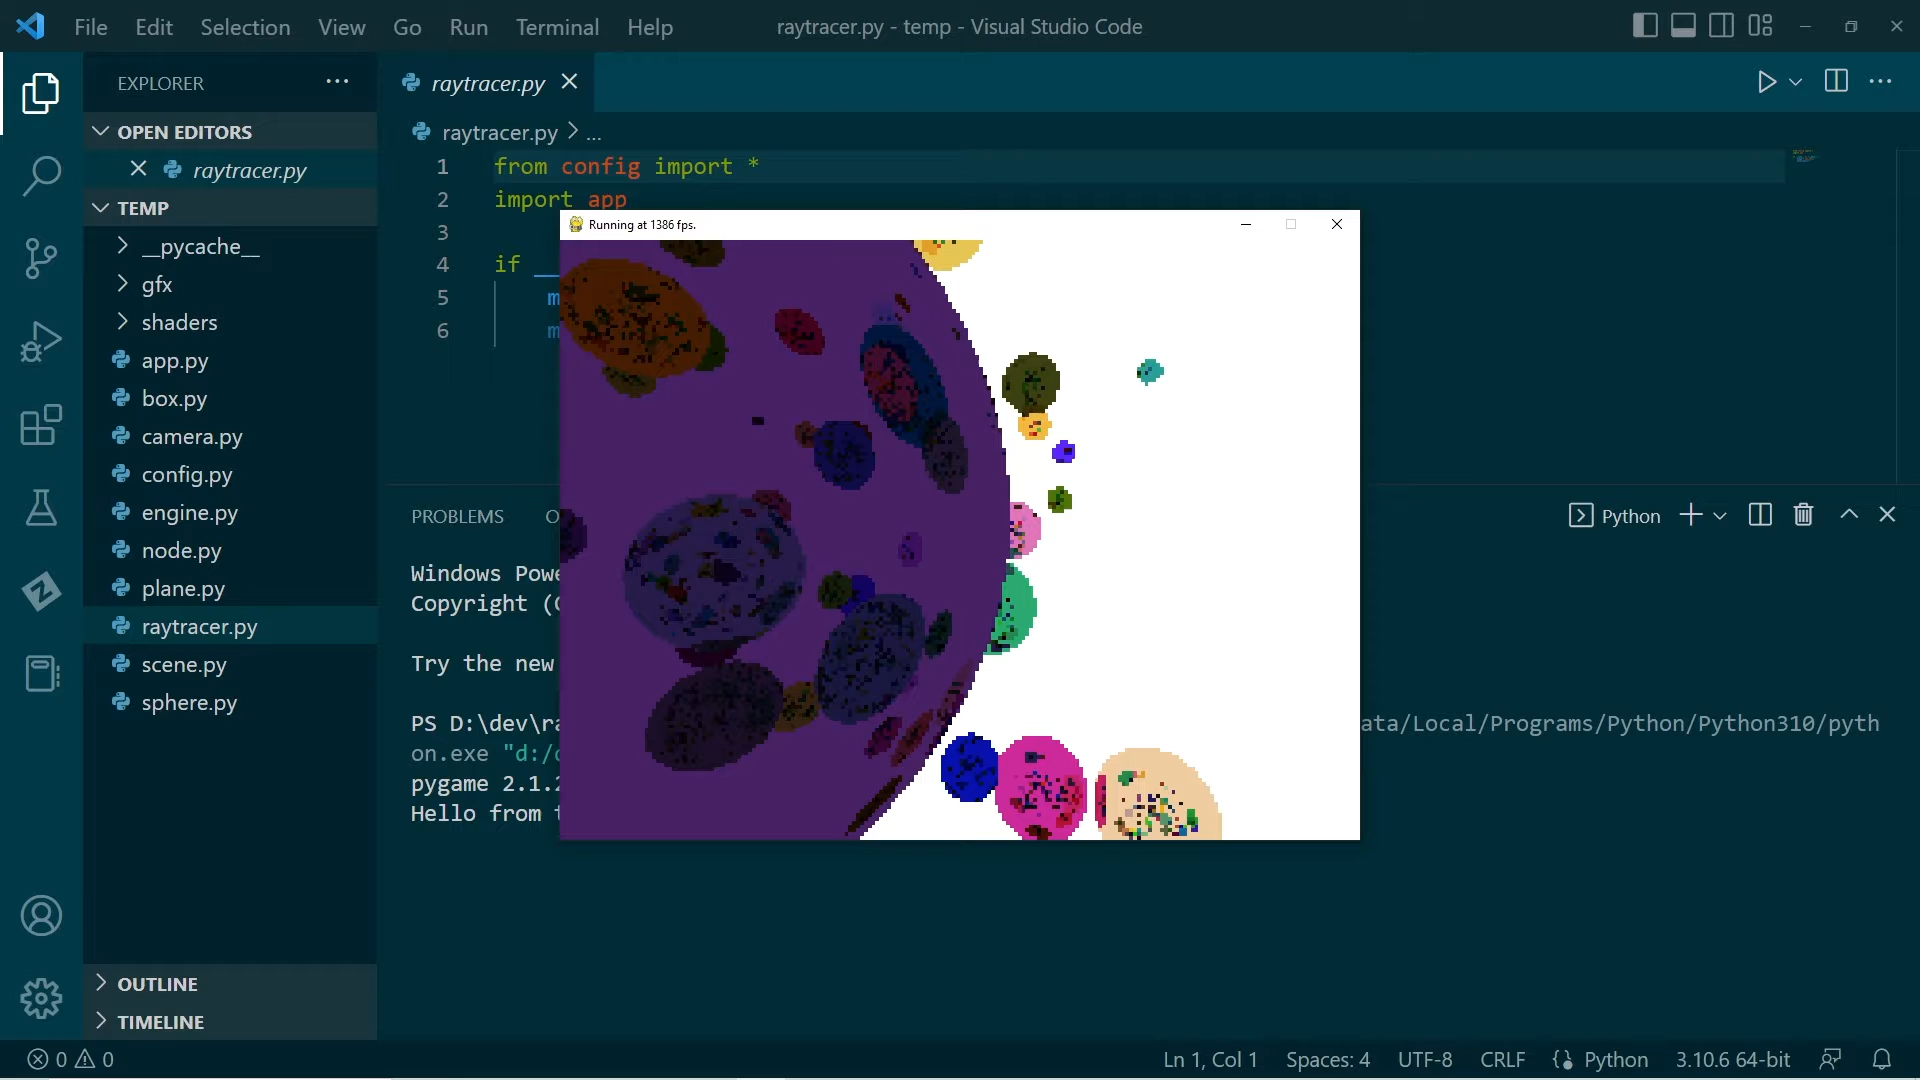 File Edit Selection View Go Run Terminal Help
raytracer.py - temp - Visual Studio Code
EXPLORER
OPEN EDITORS
raytracer.py
TEMP
__pycache__
gfx
shaders
app.py
box.py
camera.py
config.py
engine.py
node.py
plane.py
raytracer.py
scene.py
sphere.py
OUTLINE
TIMELINE
raytracer.py
raytracer.py > ...
1 from config import *
2 import app
3
4 if __
5 m
6 m
Running at 1386 fps.
PROBLEMS O
Python
Windows Powe
Copyright (C
Try the new
PS D:\dev\ra ata/Local/Programs/Python/Python310/pyth
on.exe "d:/d
pygame 2.1.2
Hello from t
0 0
Ln 1, Col 1 Spaces: 4 UTF-8 CRLF Python 3.10.6 64-bit